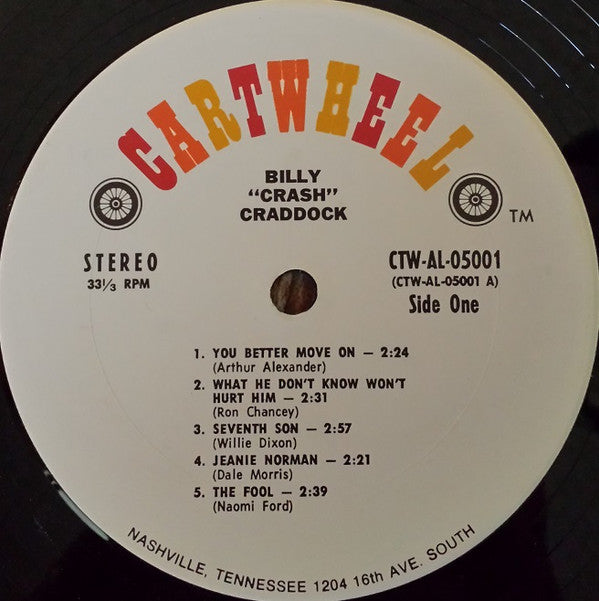 CARTWHEEL
TM
BILLY
"CRASH"
CRADDOCK
STEREO
33⅓ RPM
CTW-AL-05001
(CTW-AL-05001 A)
Side One
1. YOU BETTER MOVE ON — 2:24
(Arthur Alexander)
2. WHAT HE DON'T KNOW WON'T
HURT HIM — 2:31
(Ron Chancey)
3. SEVENTH SON — 2:57
(Willie Dixon)
4. JEANIE NORMAN — 2:21
(Dale Morris)
5. THE FOOL — 2:39
(Naomi Ford)
NASHVILLE, TENNESSEE 1204 16th AVE. SOUTH